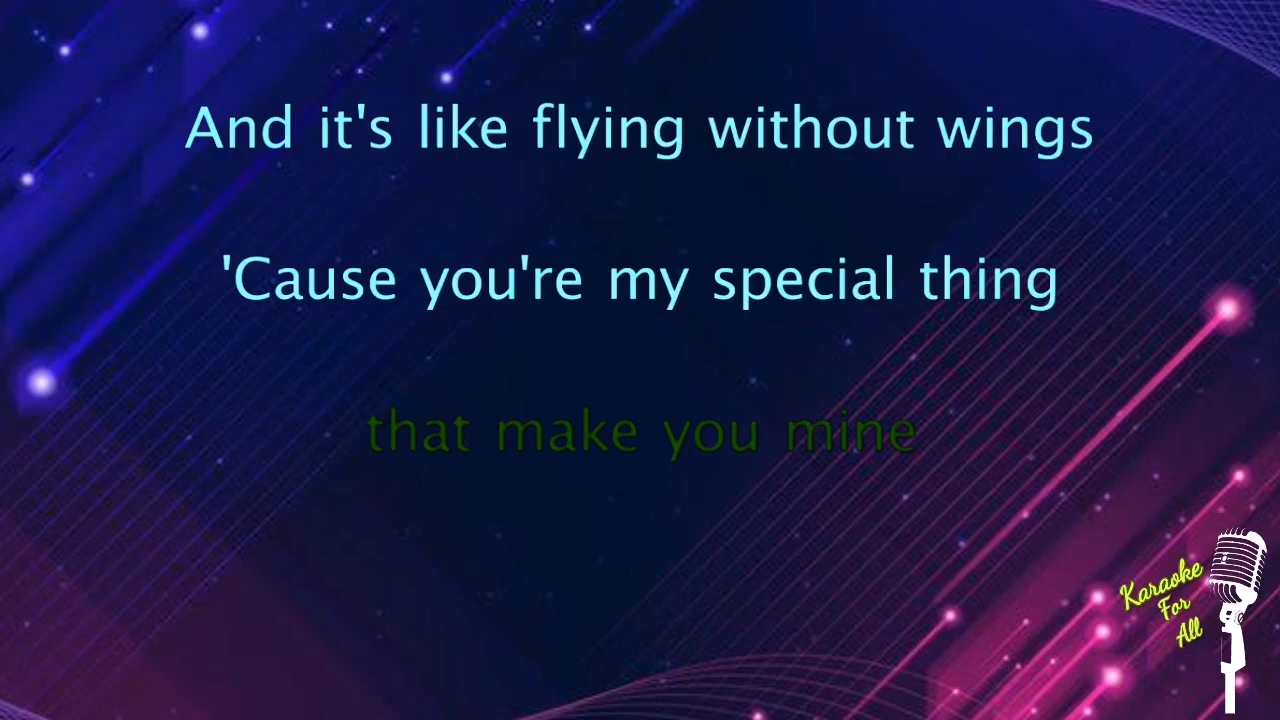 And it's like flying without wings
'Cause you're my special thing
that make you mine
Karaoke
For
All